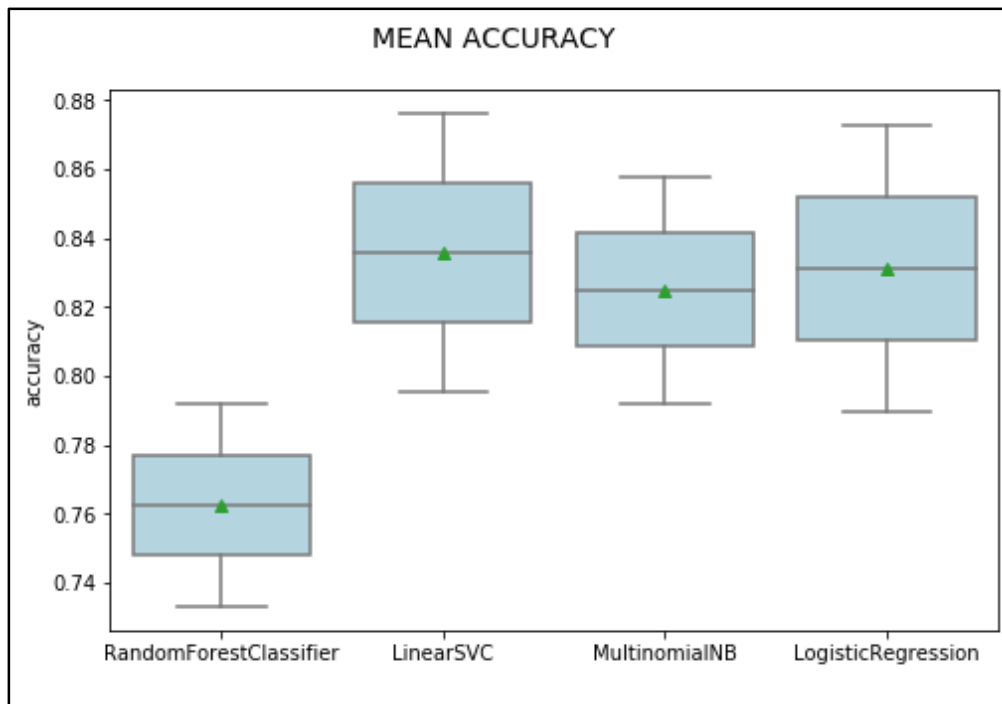 MEAN ACCURACY
0.88
0.86
0.84
0.82
0.80
0.78
0.76
0.74
accuracy
RandomForestClassifier
LinearSVC
MultinomialNB
LogisticRegression